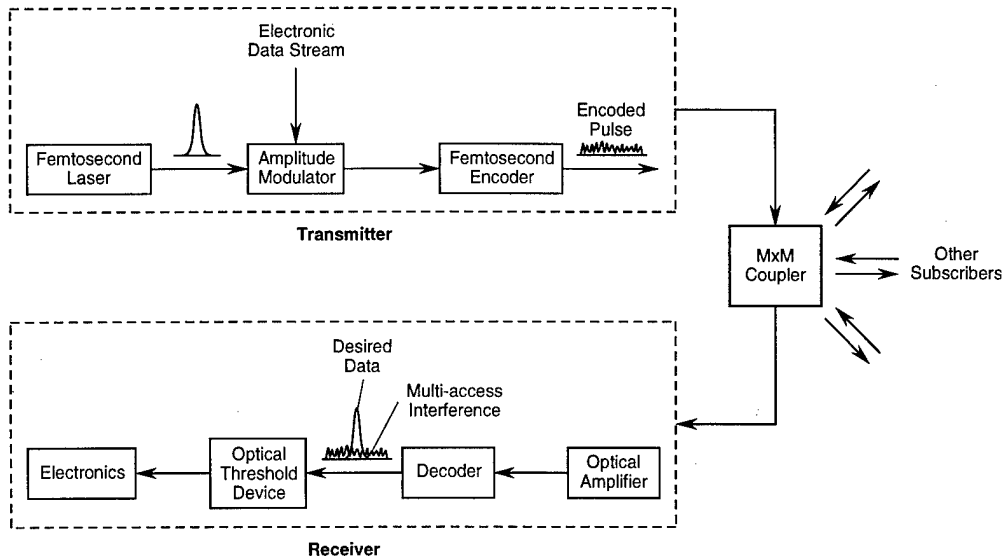 Electronic
Data Stream
Encoded
Pulse
Femtosecond
Laser
Amplitude
Modulator
Femtosecond
Encoder
Transmitter
MxM
Coupler
Other
Subscribers
Desired
Data
Multi-access
Interference
Electronics
Optical
Threshold
Device
Decoder
Optical
Amplifier
Receiver